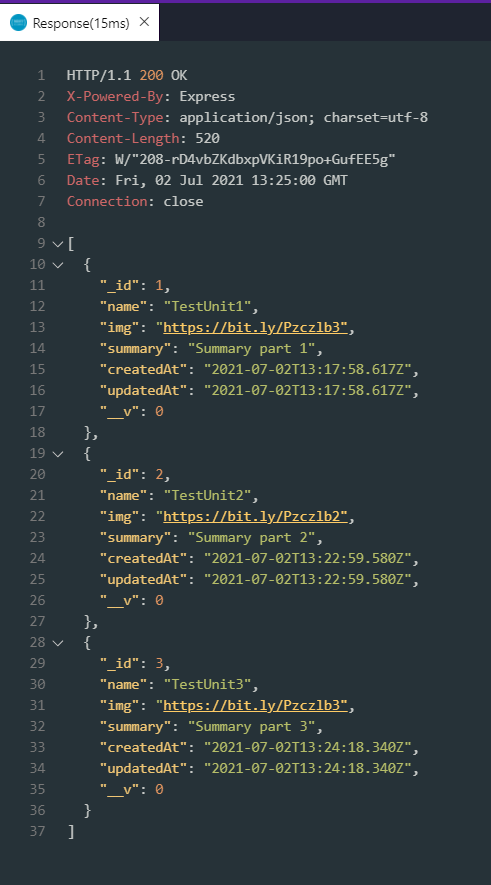 Response(15ms)
1 HTTP/1.1 200 OK
2 X-Powered-By: Express
3 Content-Type: application/json; charset=utf-8
4 Content-Length: 520
5 ETag: W/"208-rD4vbZKdbxpVKiR19po+GufEE5g"
6 Date: Fri, 02 Jul 2021 13:25:00 GMT
7 Connection: close
8
9 [
10 {
11 "_id": 1,
12 "name": "TestUnit1",
13 "img": "https://bit.ly/Pzczlb3",
14 "summary": "Summary part 1",
15 "createdAt": "2021-07-02T13:17:58.617Z",
16 "updatedAt": "2021-07-02T13:17:58.617Z",
17 "__v": 0
18 },
19 {
20 "_id": 2,
21 "name": "TestUnit2",
22 "img": "https://bit.ly/Pzczlb2",
23 "summary": "Summary part 2",
24 "createdAt": "2021-07-02T13:22:59.580Z",
25 "updatedAt": "2021-07-02T13:22:59.580Z",
26 "__v": 0
27 },
28 {
29 "_id": 3,
30 "name": "TestUnit3",
31 "img": "https://bit.ly/Pzczlb3",
32 "summary": "Summary part 3",
33 "createdAt": "2021-07-02T13:24:18.340Z",
34 "updatedAt": "2021-07-02T13:24:18.340Z",
35 "__v": 0
36 }
37 ]